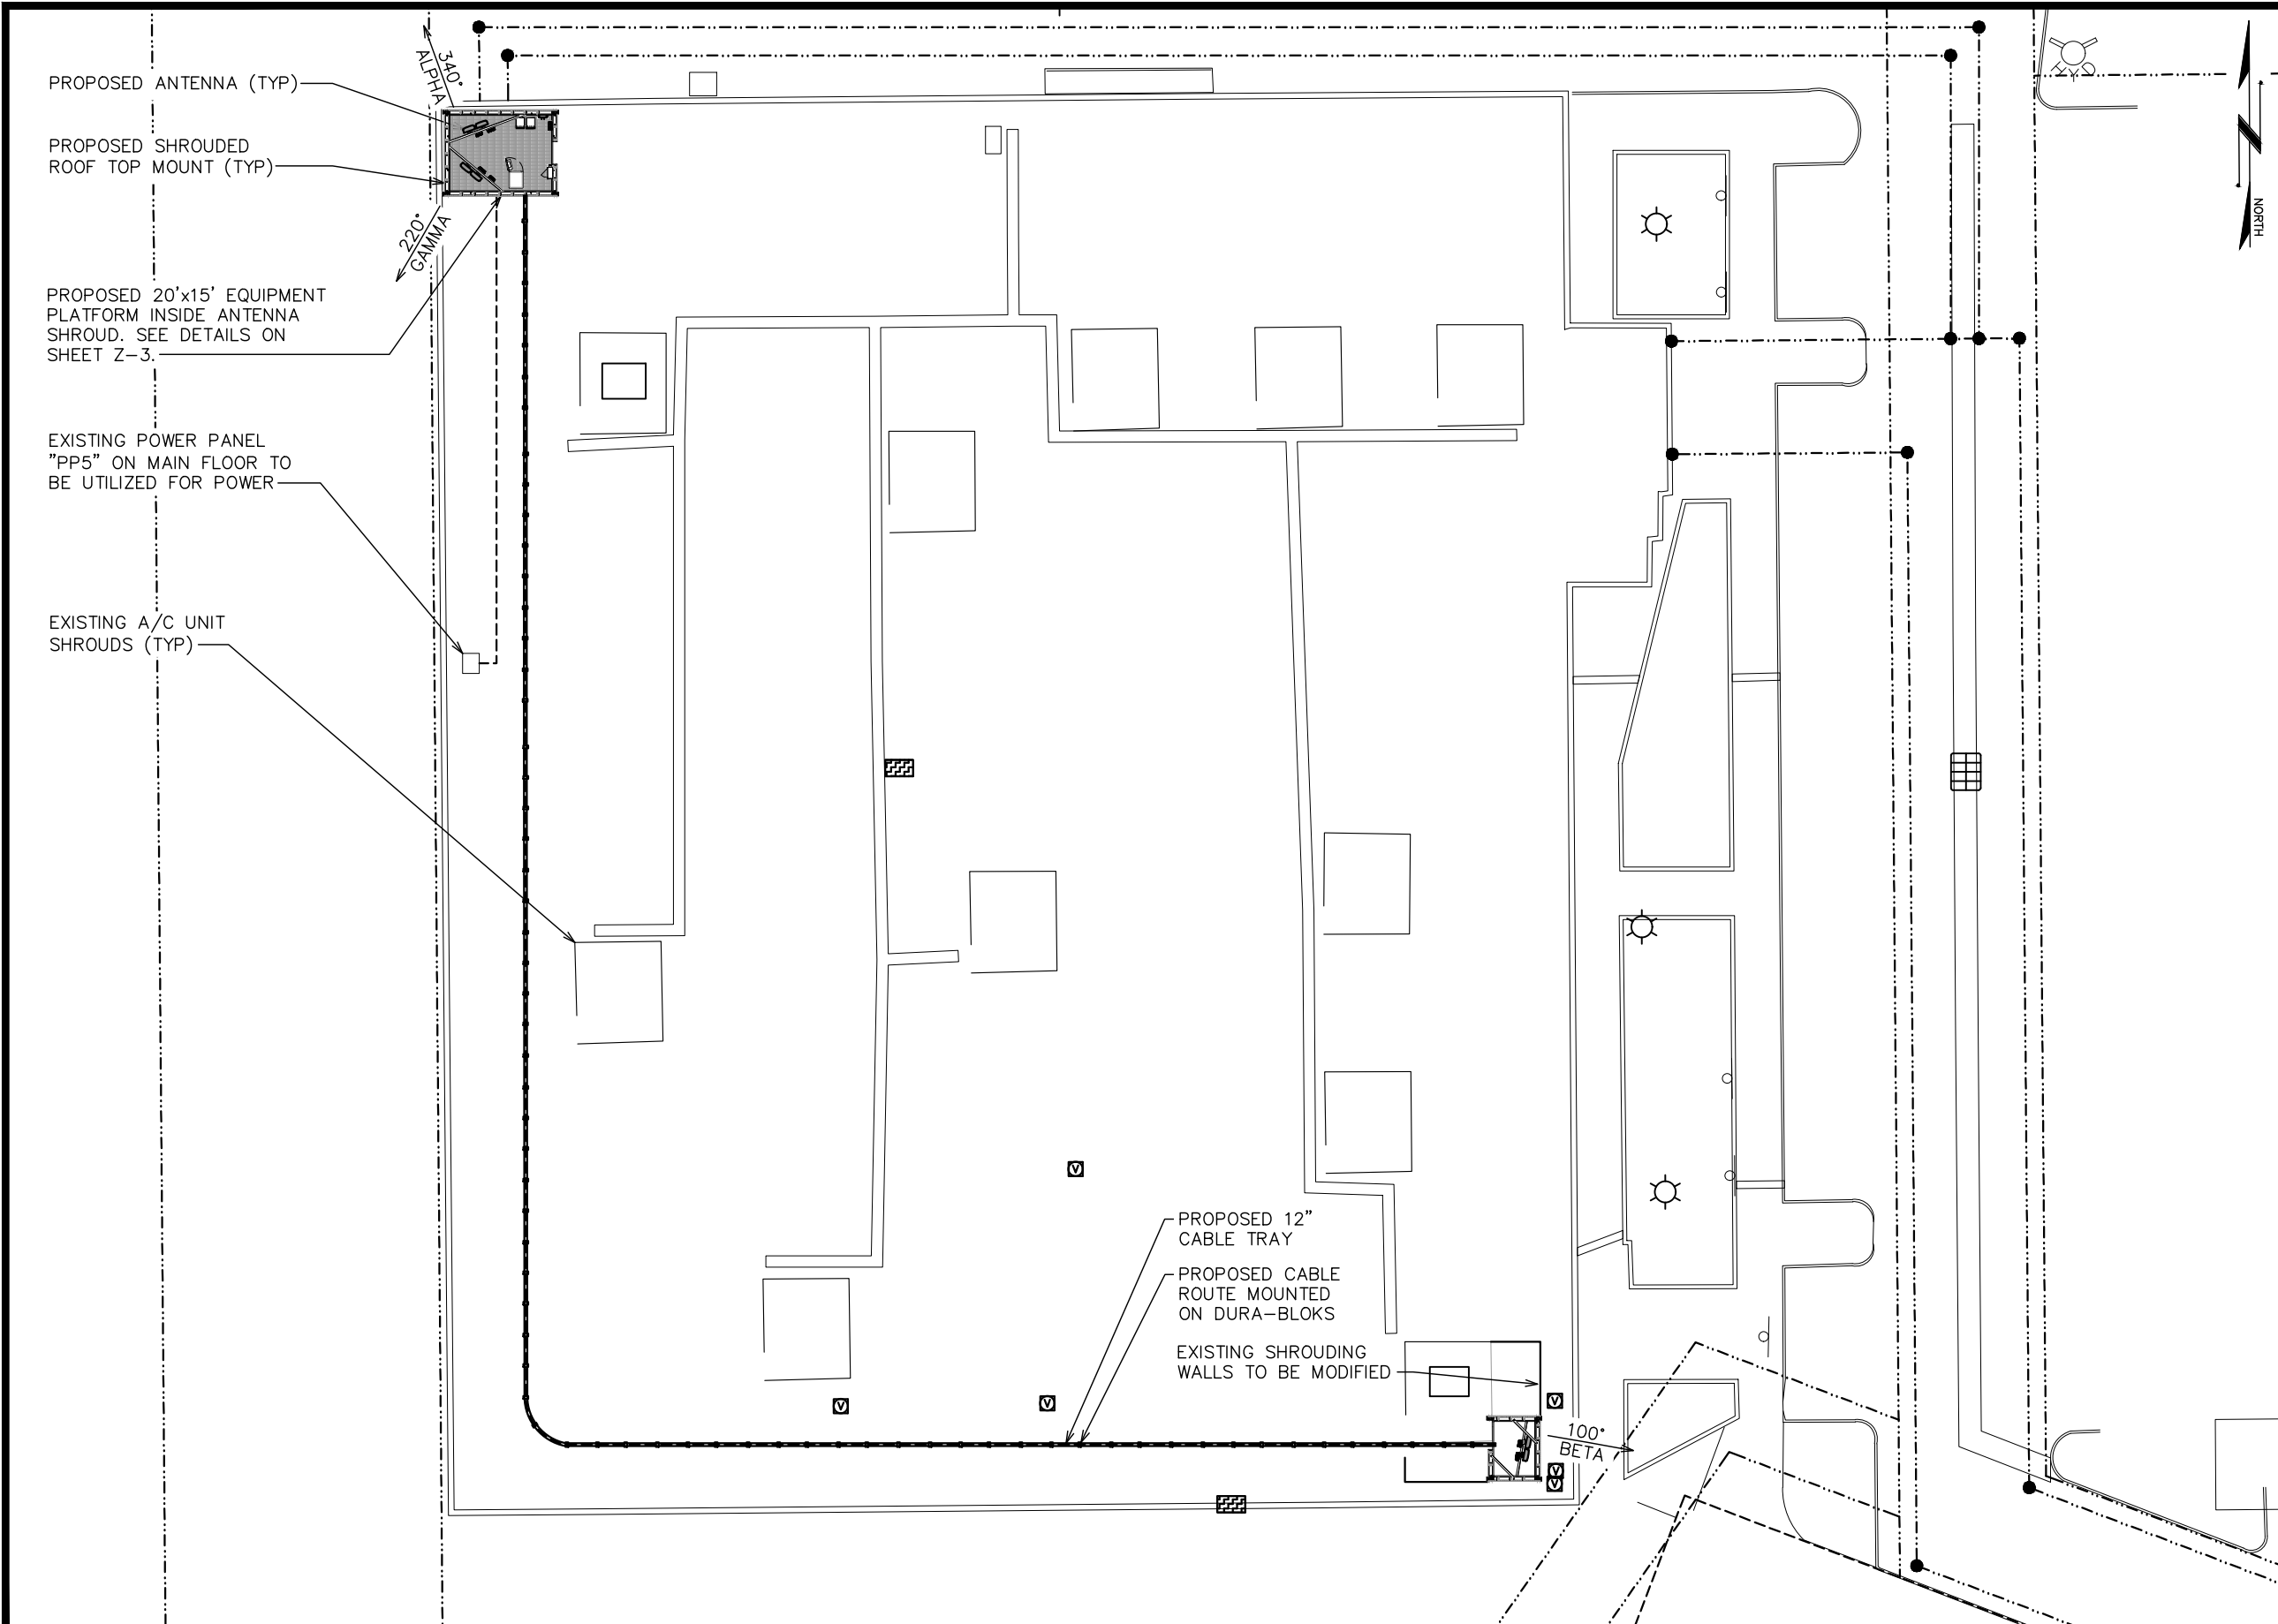 PROPOSED ANTENNA (TYP)
PROPOSED SHROUDED
ROOF TOP MOUNT (TYP)
340°
ALPHA
220°
GAMMA
PROPOSED 20'x15' EQUIPMENT
PLATFORM INSIDE ANTENNA
SHROUD. SEE DETAILS ON
SHEET Z-3.
EXISTING POWER PANEL
"PP5" ON MAIN FLOOR TO
BE UTILIZED FOR POWER
EXISTING A/C UNIT
SHROUDS (TYP)
HYD
NORTH
V
PROPOSED 12"
CABLE TRAY
PROPOSED CABLE
ROUTE MOUNTED
ON DURA-BLOKS
EXISTING SHROUDING
WALLS TO BE MODIFIED
V
V
V
100°
BETA
V
V